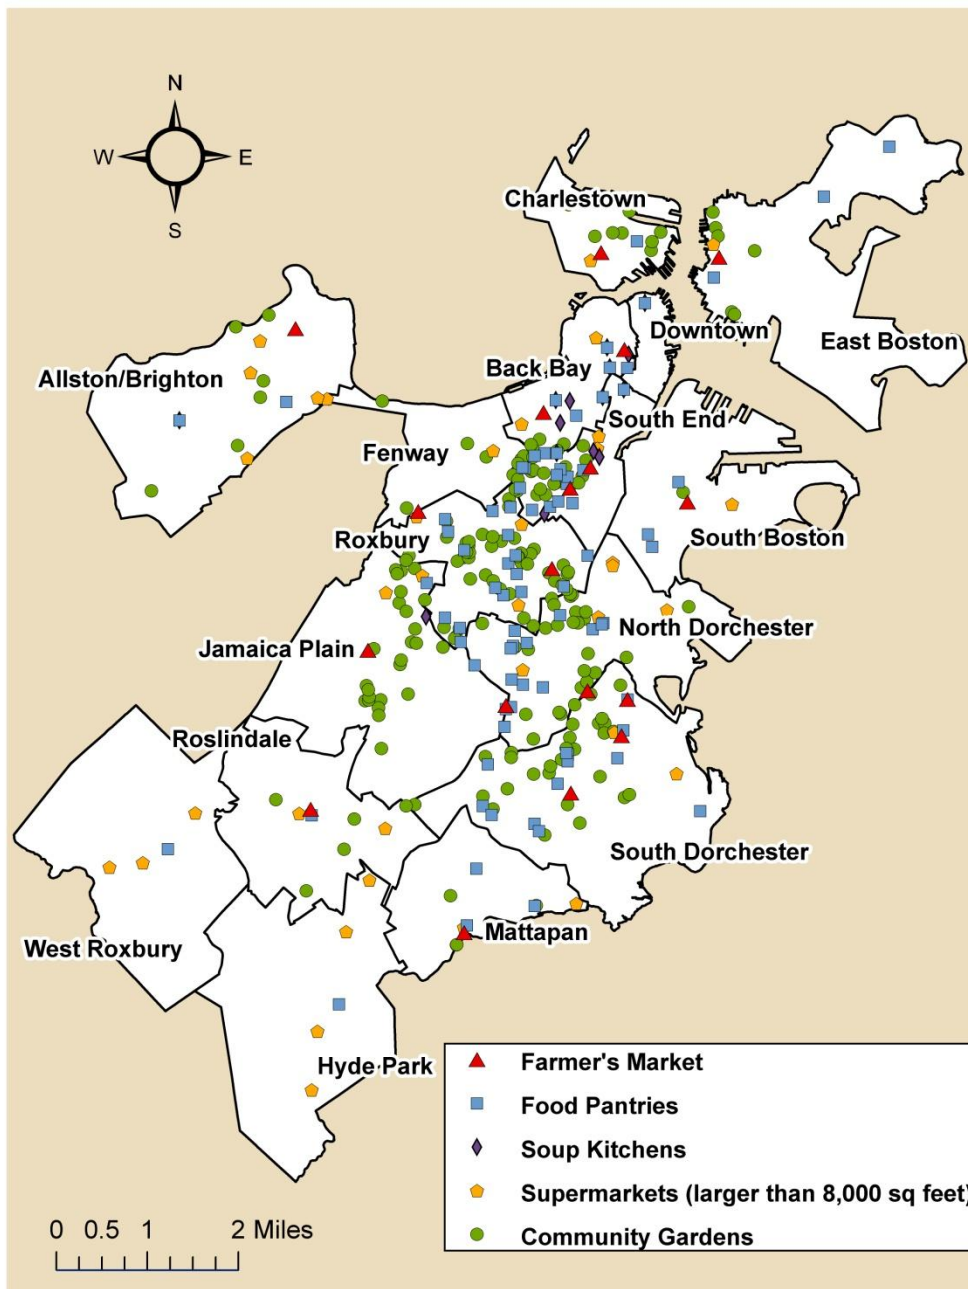 N
W E
S
Charlestown
Downtown
East Boston
Back Bay
Allston/Brighton
South End
Fenway
Roxbury
South Boston
North Dorchester
Jamaica Plain
Roslindale
South Dorchester
West Roxbury
Mattapan
Hyde Park
Farmer's Market
Food Pantries
Soup Kitchens
Supermarkets (larger than 8,000 sq feet)
Community Gardens
0 0.5 1 2 Miles